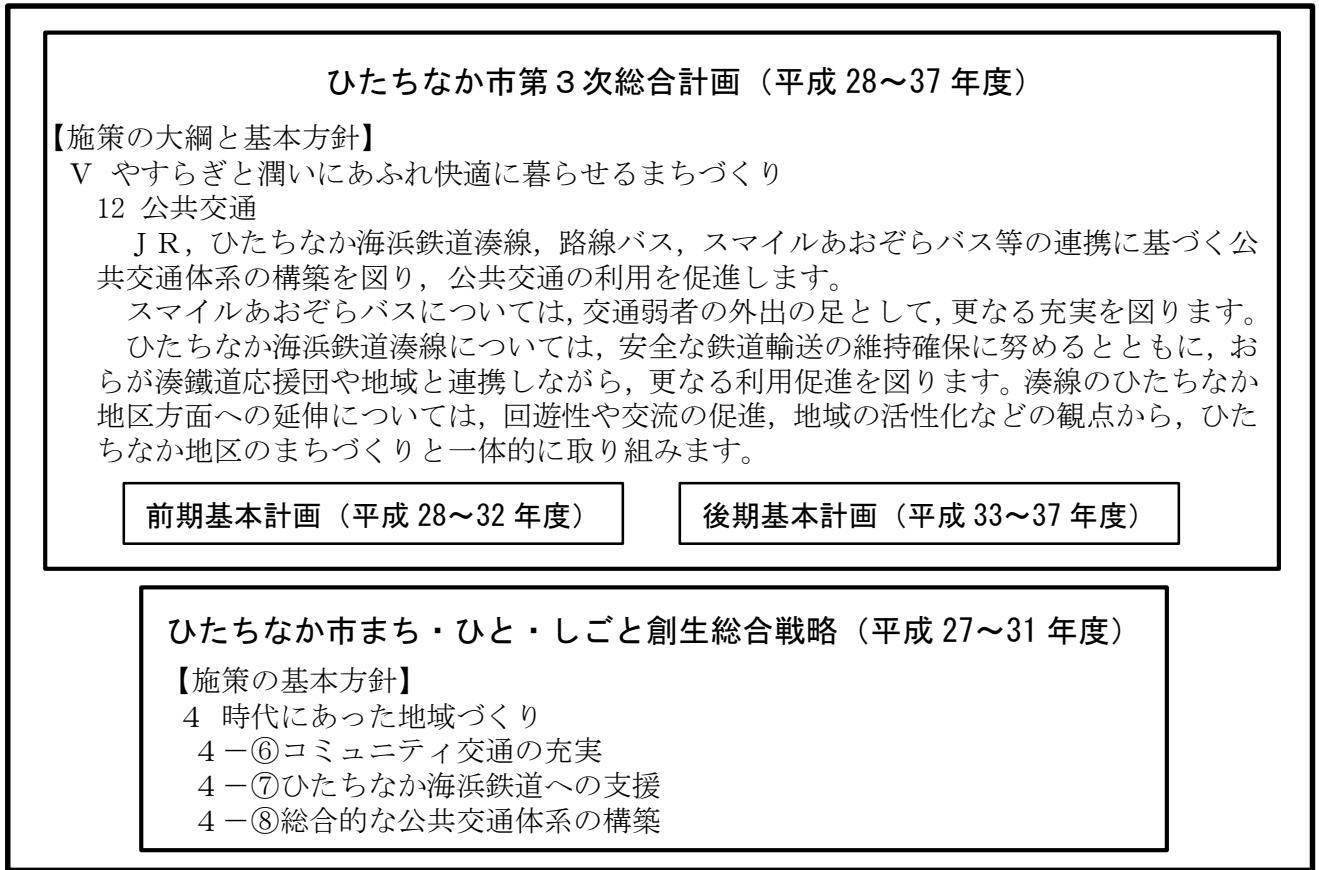 ひたちなか市第３次総合計画（平成 28～37 年度）
【施策の大綱と基本方針】
Ⅴ やすらぎと潤いにあふれ快適に暮らせるまちづくり
12 公共交通
ＪＲ，ひたちなか海浜鉄道湊線，路線バス，スマイルあおぞらバス等の連携に基づく公
共交通体系の構築を図り，公共交通の利用を促進します。
スマイルあおぞらバスについては，交通弱者の外出の足として，更なる充実を図ります。
ひたちなか海浜鉄道湊線については，安全な鉄道輸送の維持確保に努めるとともに，お
らが湊鐵道応援団や地域と連携しながら，更なる利用促進を図ります。湊線のひたちなか
地区方面への延伸については，回遊性や交流の促進，地域の活性化などの観点から，ひた
ちなか地区のまちづくりと一体的に取り組みます。
前期基本計画（平成 28～32 年度）
後期基本計画（平成 33～37 年度）
ひたちなか市まち・ひと・しごと創生総合戦略（平成 27～31 年度）
【施策の基本方針】
４ 時代にあった地域づくり
４－⑥コミュニティ交通の充実
４－⑦ひたちなか海浜鉄道への支援
４－⑧総合的な公共交通体系の構築